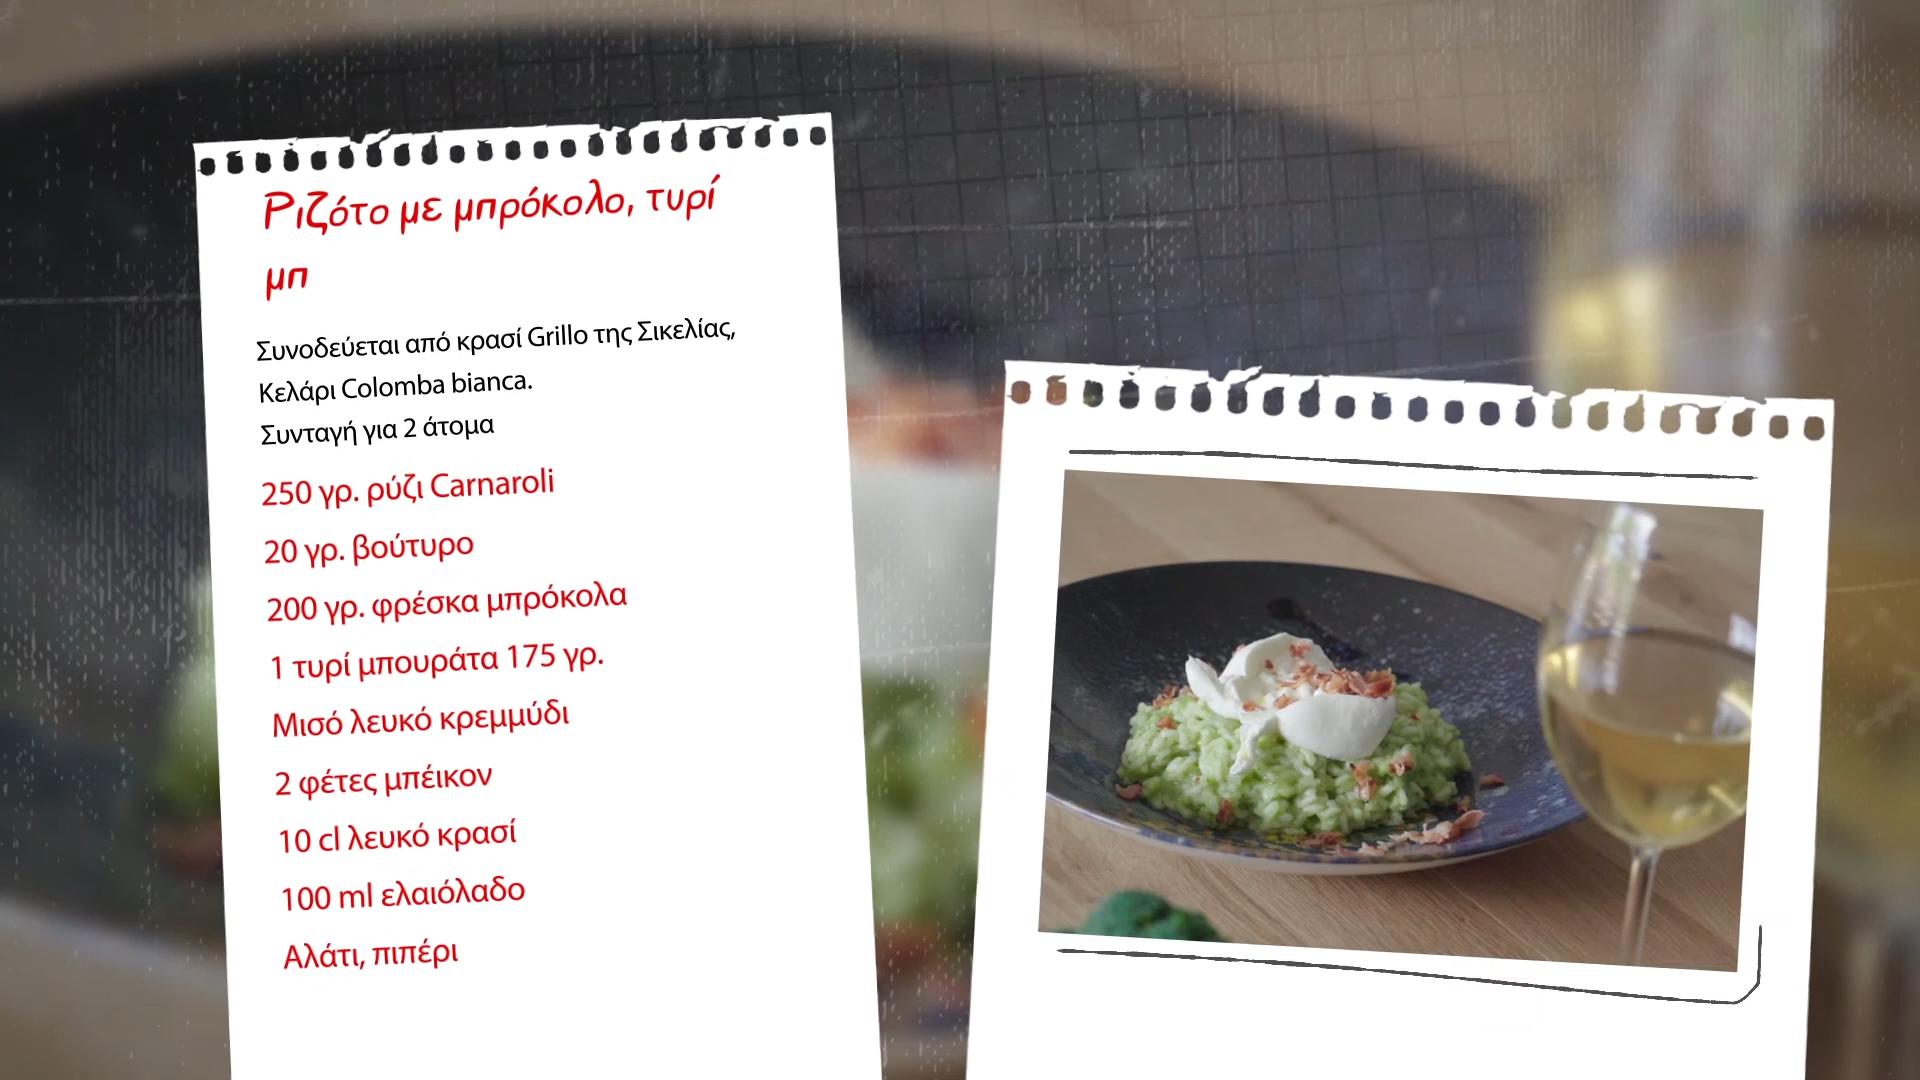 Ριζότο με μπρόκολο, τυρί
μπ
Συνοδεύεται από κρασί Grillo της Σικελίας,
Κελάρι Colomba bianca.
Συνταγή για 2 άτομα
250 γρ. ρύζι Carnaroli
20 γρ. βούτυρο
200 γρ. φρέσκα μπρόκολα
1 τυρί μπουράτα 175 γρ.
Μισό λευκό κρεμμύδι
2 φέτες μπέικον
10 cl λευκό κρασί
100 ml ελαιόλαδο
Αλάτι, πιπέρι